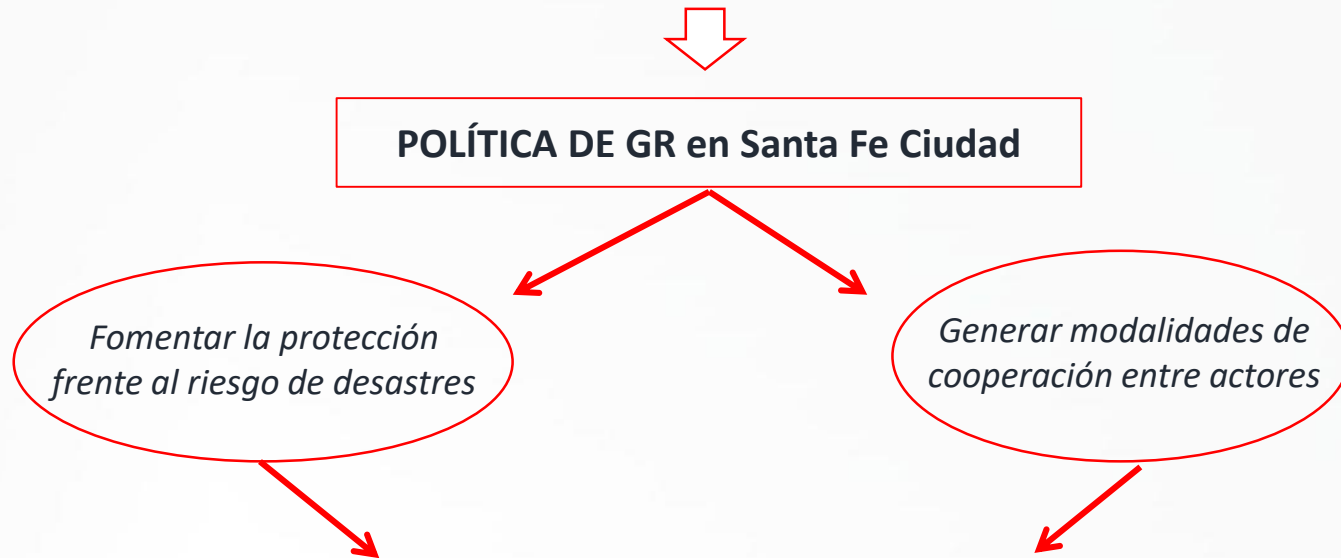 POLÍTICA DE GR en Santa Fe Ciudad
Fomentar la protección
frente al riesgo de desastres
Generar modalidades de
cooperación entre actores